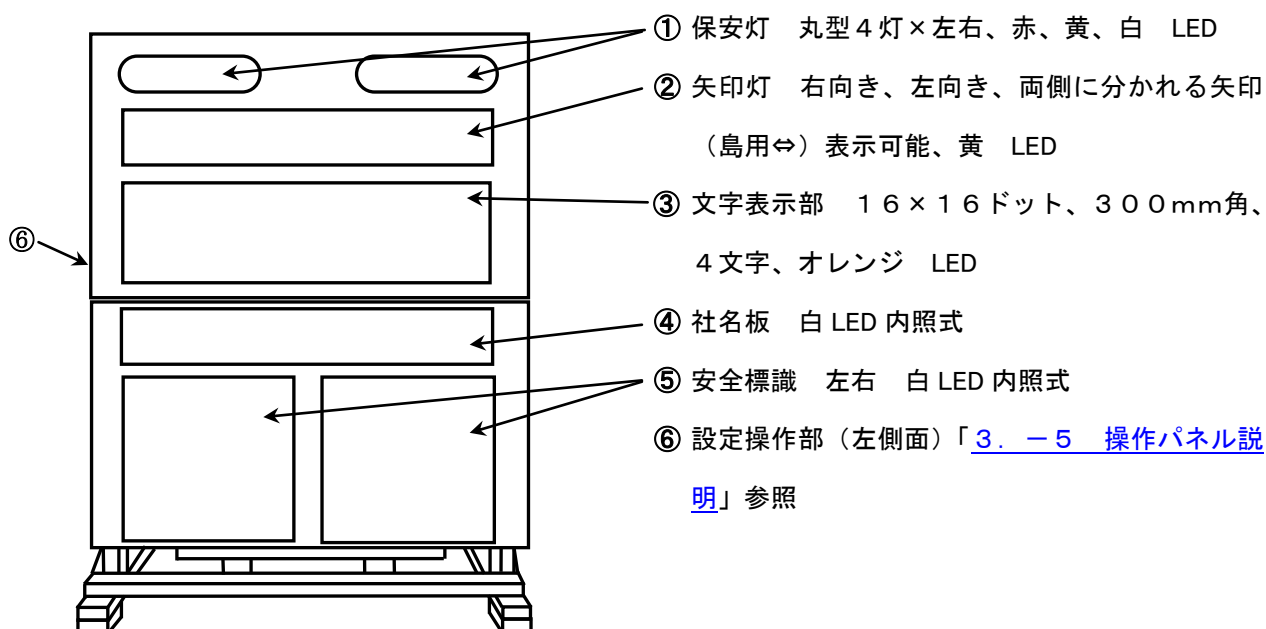 ① 保安灯　丸型４灯×左右、赤、黄、白　LED
② 矢印灯　右向き、左向き、両側に分かれる矢印
（島用⇔）表示可能、黄　LED
③ 文字表示部　１６×１６ドット、３００ｍｍ角、
４文字、オレンジ　LED
⑥
④ 社名板　白 LED 内照式
⑤ 安全標識　左右　白 LED 内照式
⑥ 設定操作部（左側面）「３．－５　操作パネル説
明」参照